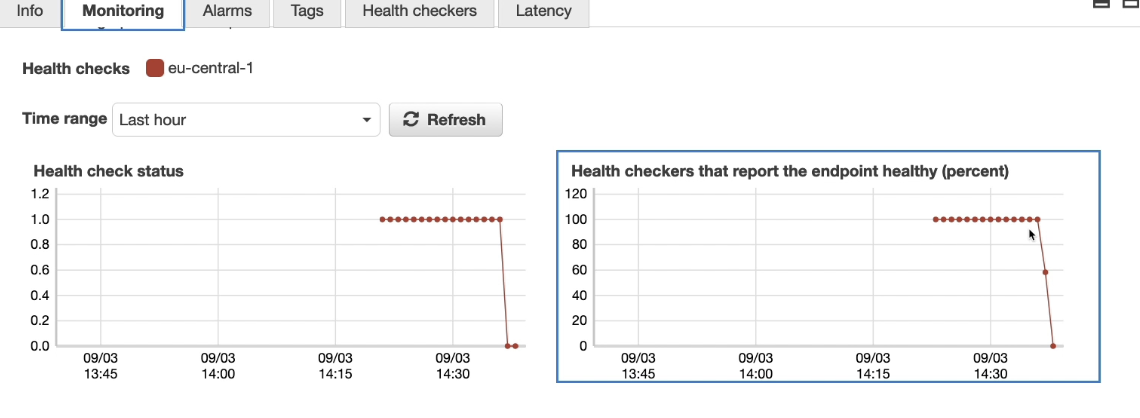 Info Monitoring Alarms Tags Health checkers Latency
Health checks eu-central-1
Time range Last hour Refresh
Health check status
1.2
1.0
0.8
0.6
0.4
0.2
0.0
09/03 09/03 09/03 09/03
13:45 14:00 14:15 14:30
Health checkers that report the endpoint healthy (percent)
120
100
80
60
40
20
0
09/03 09/03 09/03 09/03
13:45 14:00 14:15 14:30